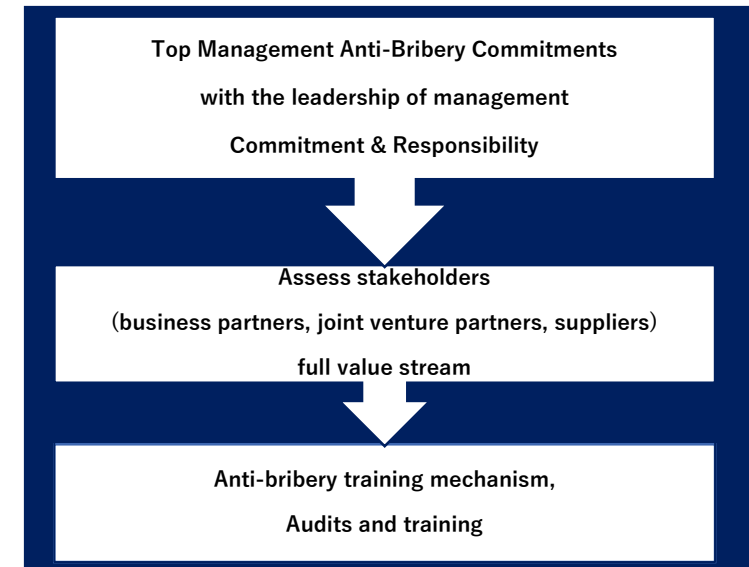 Top Management Anti-Bribery Commitments
with the leadership of management
Commitment & Responsibility
Assess stakeholders
(business partners, joint venture partners, suppliers)
full value stream
Anti-bribery training mechanism,
Audits and training